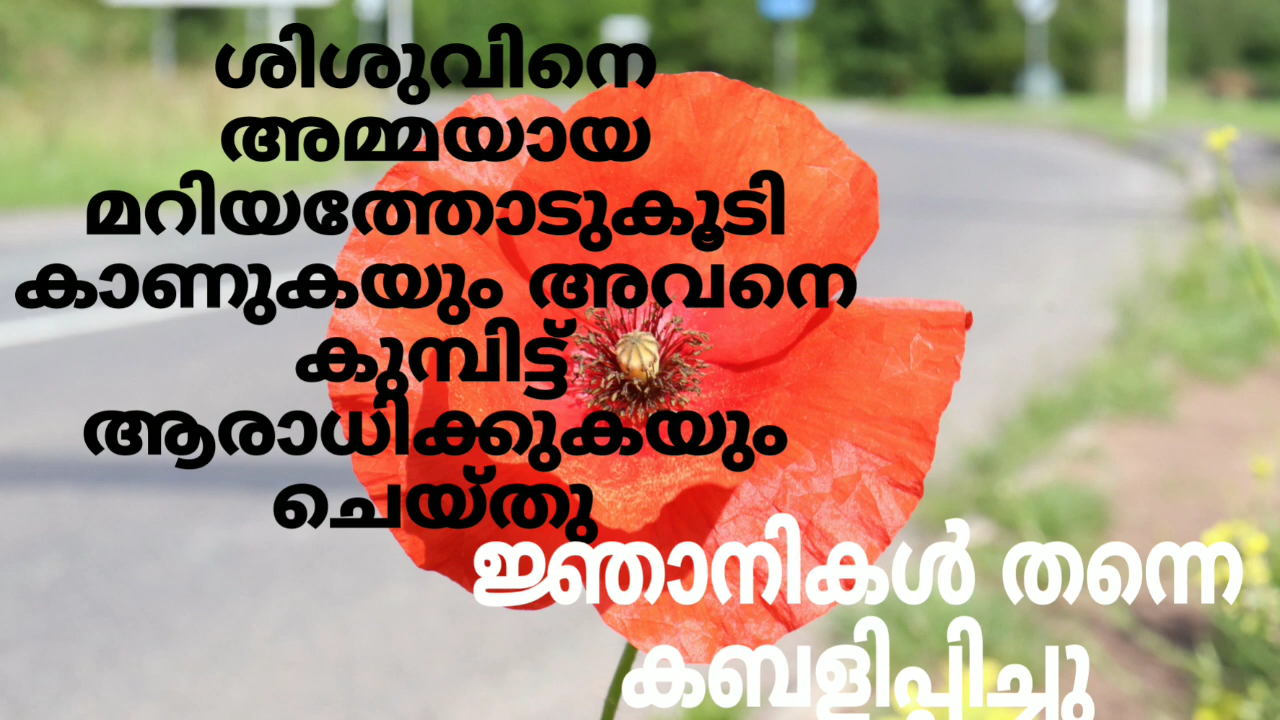 ശിശുവിനെ
അമ്മയായ
മറിയത്തോടുകൂടി
കാണുകയും അവനെ
കുമ്പിട്ട്
ആരാധിക്കുകയും
ചെയ്തു
ജ്ഞാനികൾ തന്നെ
കബളിപ്പിച്ചു